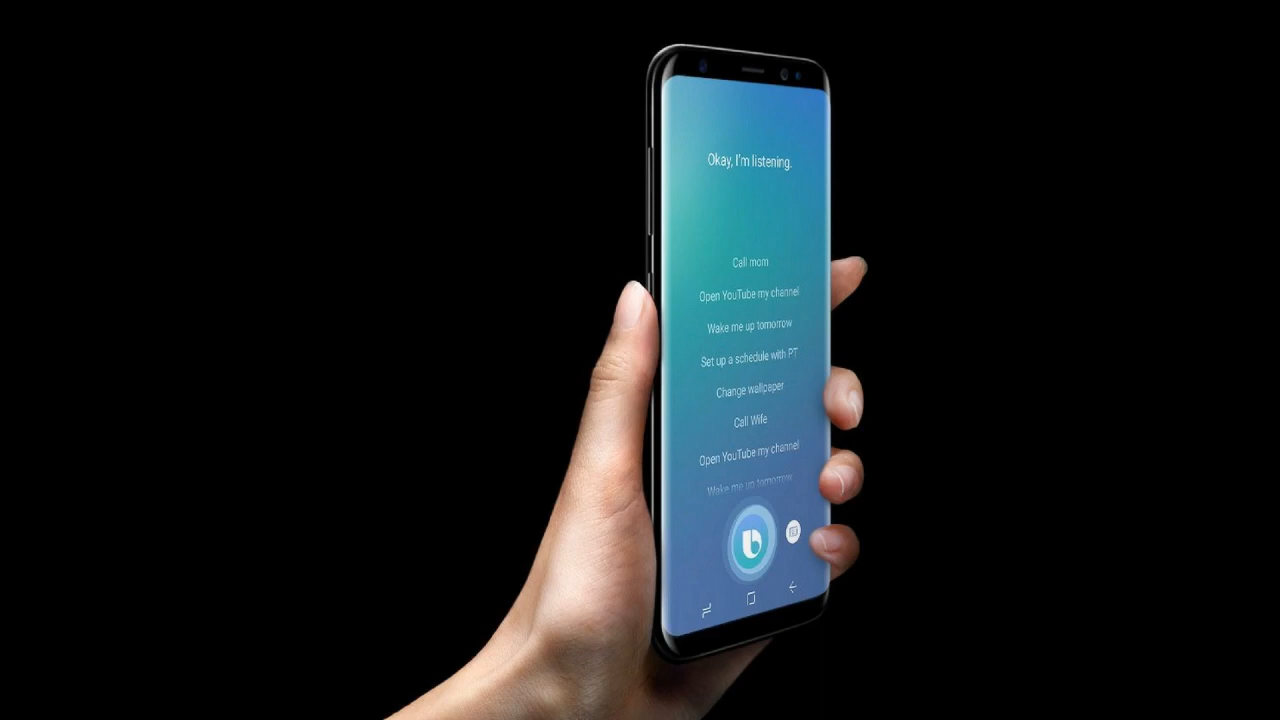 Okay, I'm listening.
Call mom
Open YouTube my channel
Wake me up tomorrow
Set up a schedule with PT
Change wallpaper
Call Wife
Open YouTube my channel
Wake me up tomorrow